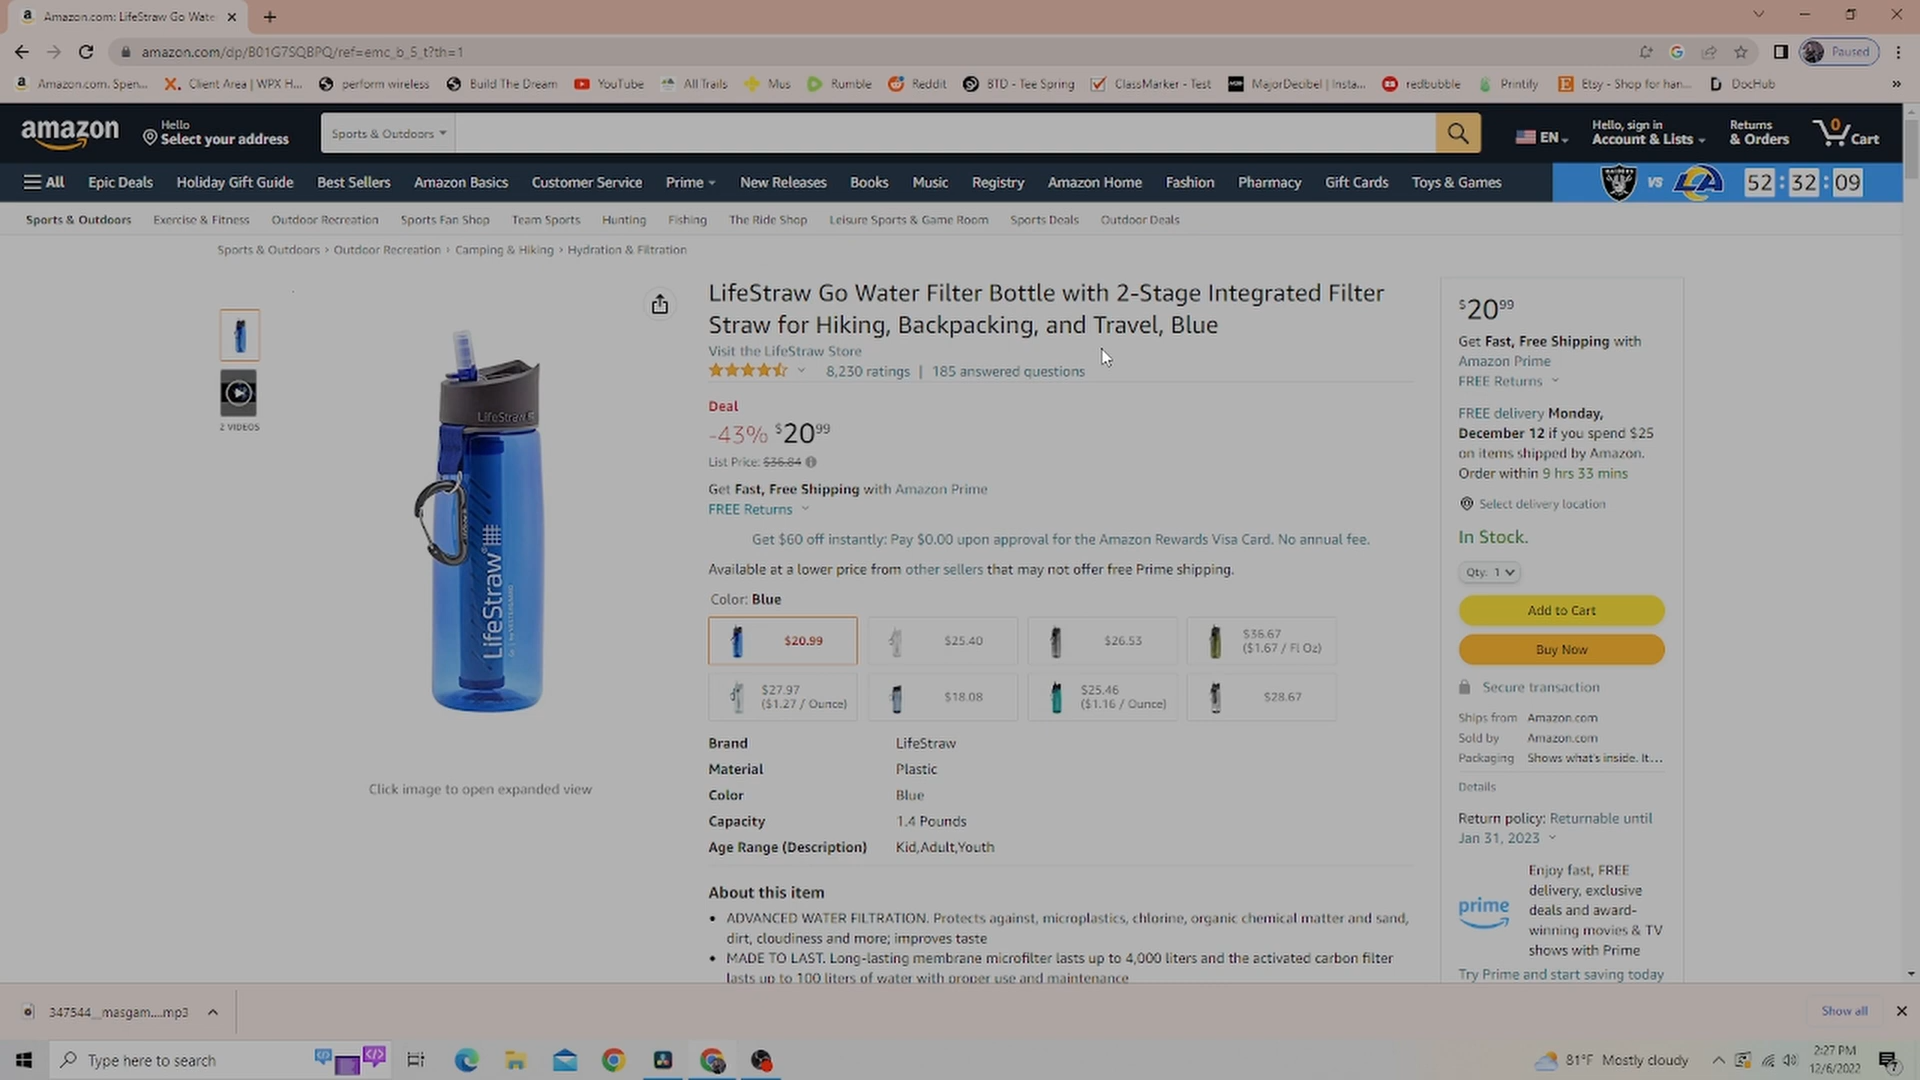 Amazon.com: LifeStraw Go Wate
amazon.com/dp/B01G7SQBPQ/ref=emc_b_5_t?th=1
Paused
Amazon.com. Spen...
Client Area | WPX H...
perform wireless
Build The Dream
YouTube
All Trails
Mus
Rumble
Reddit
BTD - Tee Spring
ClassMarker - Test
MajorDecibel | Insta...
redbubble
Printify
Etsy - Shop for han...
DocHub
amazon
Hello
Select your address
Sports & Outdoors
EN
Hello, sign in
Account & Lists
Returns
& Orders
0
Cart
All
Epic Deals
Holiday Gift Guide
Best Sellers
Amazon Basics
Customer Service
Prime
New Releases
Books
Music
Registry
Amazon Home
Fashion
Pharmacy
Gift Cards
Toys & Games
VS
52 : 32 : 09
Sports & Outdoors
Exercise & Fitness
Outdoor Recreation
Sports Fan Shop
Team Sports
Hunting
Fishing
The Ride Shop
Leisure Sports & Game Room
Sports Deals
Outdoor Deals
Sports & Outdoors › Outdoor Recreation › Camping & Hiking › Hydration & Filtration
2 VIDEOS
LifeStraw
LifeStraw®
Click image to open expanded view
LifeStraw Go Water Filter Bottle with 2-Stage Integrated Filter
Straw for Hiking, Backpacking, and Travel, Blue
Visit the LifeStraw Store
8,230 ratings | 185 answered questions
Deal
-43% $20.99
List Price: $36.84
Get Fast, Free Shipping with Amazon Prime
FREE Returns
Get $60 off instantly: Pay $0.00 upon approval for the Amazon Rewards Visa Card. No annual fee.
Available at a lower price from other sellers that may not offer free Prime shipping.
Color: Blue
$20.99
$25.40
$26.53
$36.67
($1.67 / Fl Oz)
$27.97
($1.27 / Ounce)
$18.08
$25.46
($1.16 / Ounce)
$28.67
Brand LifeStraw
Material Plastic
Color Blue
Capacity 1.4 Pounds
Age Range (Description) Kid,Adult,Youth
About this item
• ADVANCED WATER FILTRATION. Protects against, microplastics, chlorine, organic chemical matter and sand,
dirt, cloudiness and more; improves taste
• MADE TO LAST. Long-lasting membrane microfilter lasts up to 4,000 liters and the activated carbon filter
lasts up to 100 liters of water with proper use and maintenance
$20.99
Get Fast, Free Shipping with
Amazon Prime
FREE Returns
FREE delivery Monday,
December 12 if you spend $25
on items shipped by Amazon.
Order within 9 hrs 33 mins
Select delivery location
In Stock.
Qty: 1
Add to Cart
Buy Now
Secure transaction
Ships from Amazon.com
Sold by Amazon.com
Packaging Shows what's inside. It...
Details
Return policy: Returnable until
Jan 31, 2023
prime
Enjoy fast, FREE
delivery, exclusive
deals and award-
winning movies & TV
shows with Prime
Try Prime and start saving today
347544__masgam....mp3
Show all
Type here to search
81°F Mostly cloudy
2:27 PM
12/6/2022
7